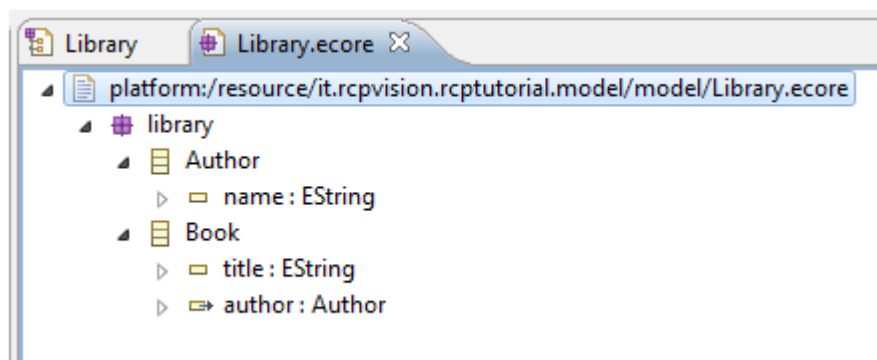 Library
Library.ecore
platform:/resource/it.rcpvision.rcptutorial.model/model/Library.ecore
library
Author
name : EString
Book
title : EString
author : Author